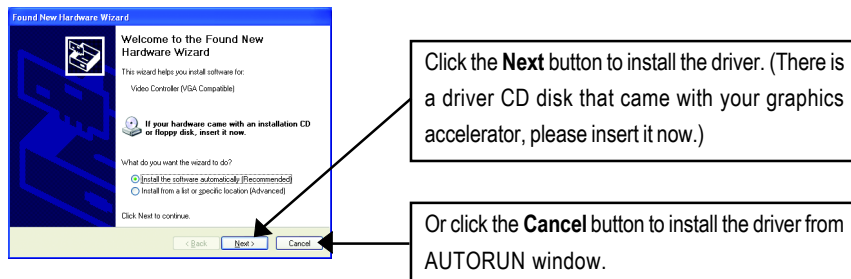 Found New Hardware Wizard
Welcome to the Found New
Hardware Wizard
This wizard helps you install software for:
Video Controller (VGA Compatible)
If your hardware came with an installation CD
or floppy disk, insert it now.
What do you want the wizard to do?
Install the software automatically (Recommended)
Install from a list or specific location (Advanced)
Click Next to continue.
< Back
Next >
Cancel
Click the Next button to install the driver. (There is
a driver CD disk that came with your graphics
accelerator, please insert it now.)
Or click the Cancel button to install the driver from
AUTORUN window.